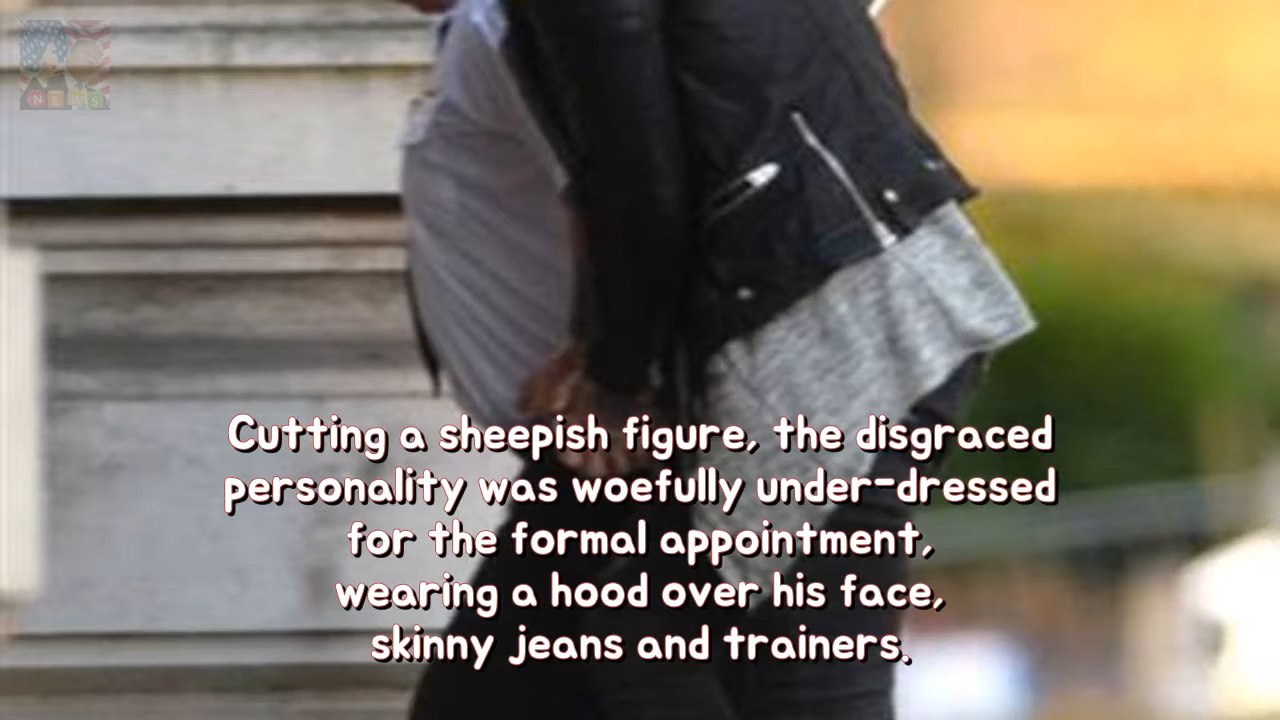 NEWS
Cutting a sheepish figure, the disgraced
personality was woefully under-dressed
for the formal appointment,
wearing a hood over his face,
skinny jeans and trainers.